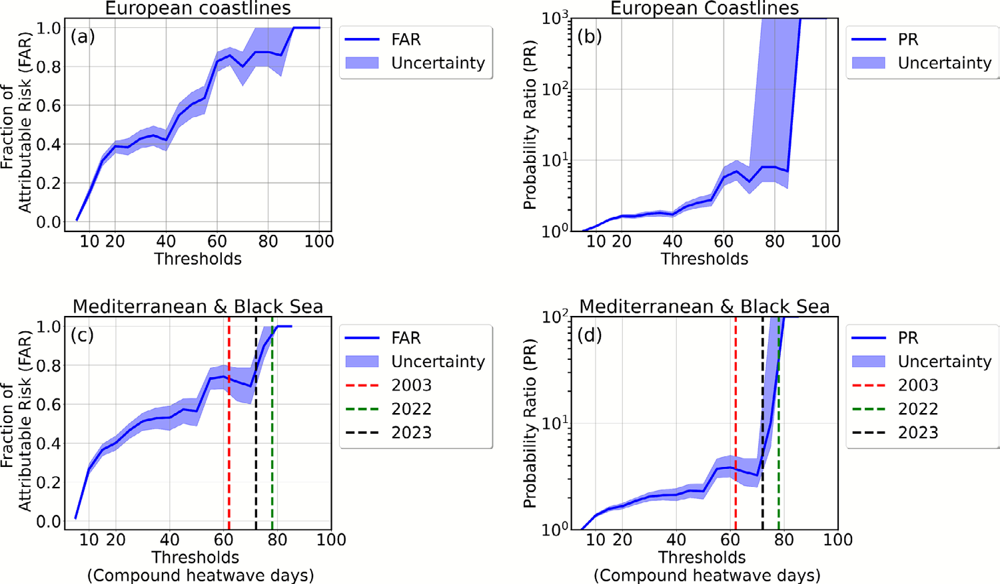 European coastlines
(a)
1.0
0.8
0.6
0.4
0.2
0.0
Fraction of
Attributable Risk (FAR)
10 20 40 60 80 100
Thresholds
FAR
Uncertainty
European Coastlines
(b)
10³
10²
10¹
10⁰
Probability Ratio (PR)
10 20 40 60 80 100
Thresholds
PR
Uncertainty
Mediterranean & Black Sea
(c)
1.0
0.8
0.6
0.4
0.2
0.0
Fraction of
Attributable Risk (FAR)
10 20 40 60 80 100
Thresholds
(Compound heatwave days)
FAR
Uncertainty
2003
2022
2023
Mediterranean & Black Sea
(d)
10²
10¹
10⁰
Probability Ratio (PR)
10 20 40 60 80 100
Thresholds
(Compound heatwave days)
PR
Uncertainty
2003
2022
2023